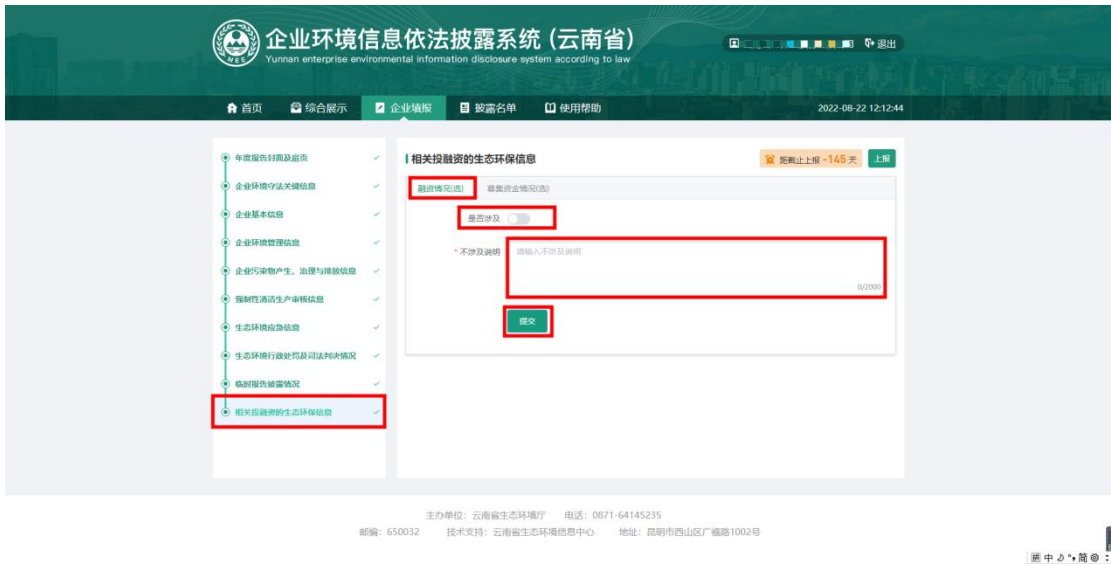 企业环境信息依法披露系统 (云南省)
Yunnan enterprise environmental information disclosure system according to law
退出
首页 综合展示 企业填报 披露名单 使用帮助 2022-08-22 12:12:44
年度报告封面及扉页
企业环境守法关键信息
企业基本信息
企业环境管理信息
企业污染物产生、治理与排放信息
强制性清洁生产审核信息
生态环境应急信息
生态环境行政处罚及司法判决情况
临时报告披露情况
相关投融资的生态环保信息
相关投融资的生态环保信息 距截止上报 -145 天 上报
融资情况(选) 募集资金情况(选)
是否涉及
* 不涉及说明 请输入不涉及说明
0/2000
提交
主办单位：云南省生态环境厅 电话：0871-64145235
邮编：650032 技术支持：云南省生态环境信息中心 地址：昆明市西山区广福路1002号
中 简